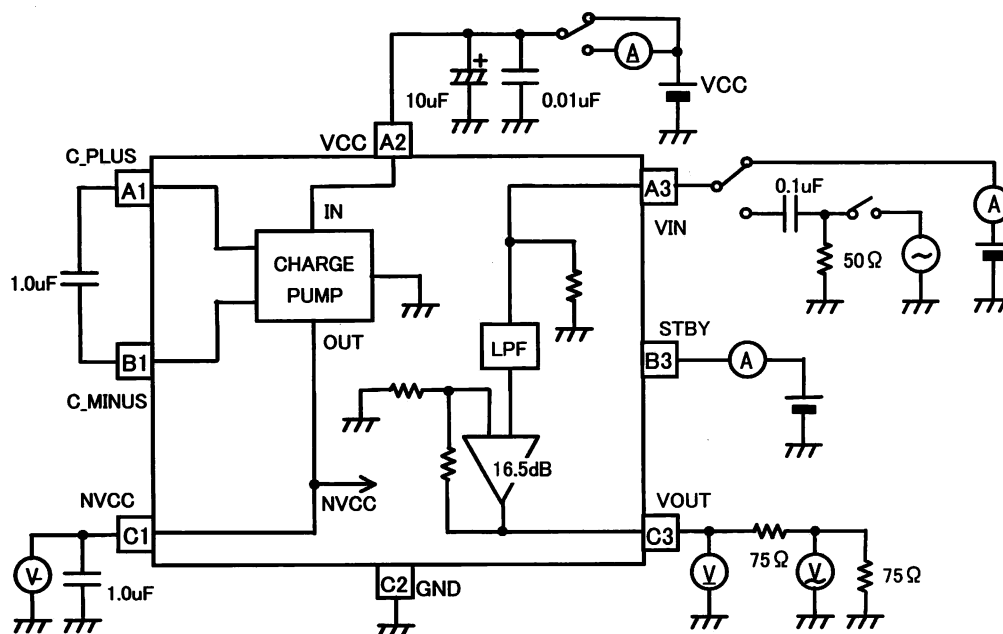 A
VCC
10uF
+
0.01uF
VCC
A2
C_PLUS
A1
IN
A3
VIN
0.1uF
A
50Ω
~
1.0uF
CHARGE
PUMP
OUT
LPF
STBY
B3
A
B1
C_MINUS
16.5dB
NVCC
NVCC
C1
VOUT
C3
V
1.0uF
C2
GND
V
75Ω
V
75Ω